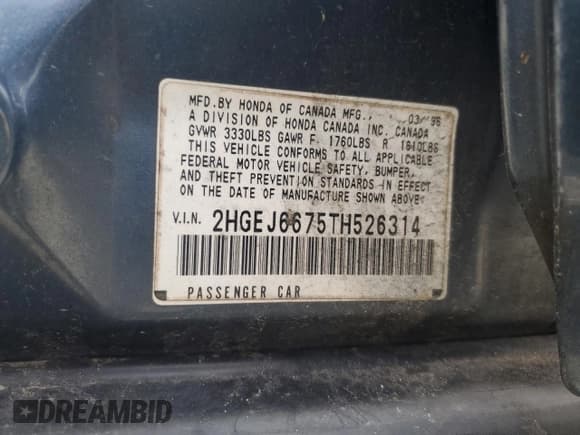 MFD.BY HONDA OF CANADA MFG., 03/96
A DIVISION OF HONDA CANADA INC. CANADA
GVWR 3330LBS GAWR F 1760LBS R 1610LBS
THIS VEHICLE CONFORMS TO ALL APPLICABLE
FEDERAL MOTOR VEHICLE SAFETY, BUMPER,
AND THEFT PREVENTION STANDARDS IN EFFECT
ON THE DATE OF MANUFACTURE SHOWN ABOVE.
V.I.N. 2HGEJ6675TH526314
PASSENGER CAR
DREAMBID